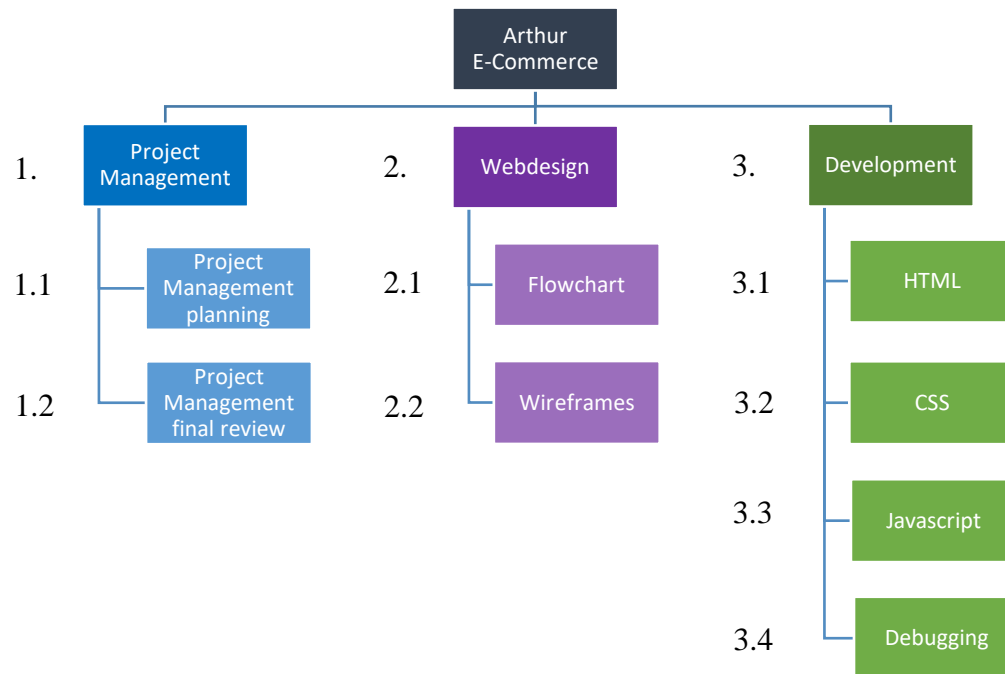 Arthur
E-Commerce
1.
Project
Management
2.
Webdesign
3.
Development
1.1
Project
Management
planning
2.1
Flowchart
3.1
HTML
1.2
Project
Management
final review
2.2
Wireframes
3.2
CSS
3.3
Javascript
3.4
Debugging